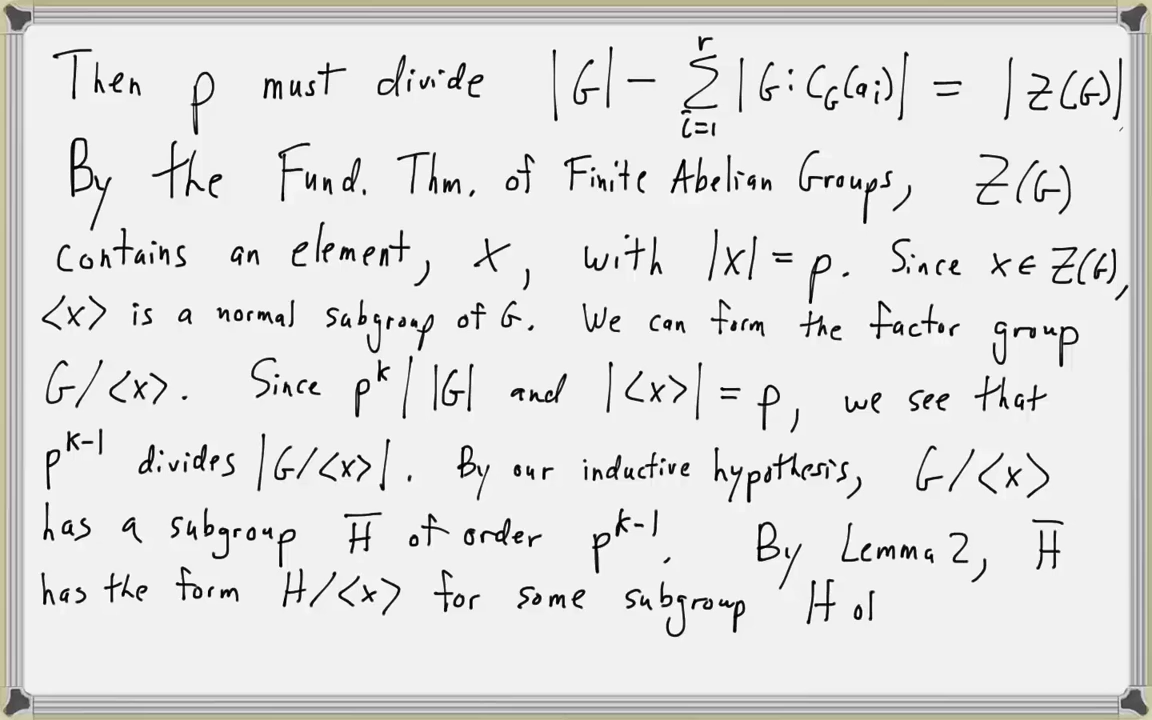 Then p must divide |G| - \sum_{i=1}^{r} |G : C_G(a_i)| = |Z(G)|
By the Fund. Thm. of Finite Abelian Groups, Z(G)
contains an element, x, with |x| = p. Since x ∈ Z(G),
<x> is a normal subgroup of G. We can form the factor group
G/<x>. Since p^k | |G| and |<x>| = p, we see that
p^{k-1} divides |G/<x>|. By our inductive hypothesis, G/<x>
has a subgroup H̅ of order p^{k-1}. By Lemma 2, H̅
has the form H/<x> for some subgroup H of